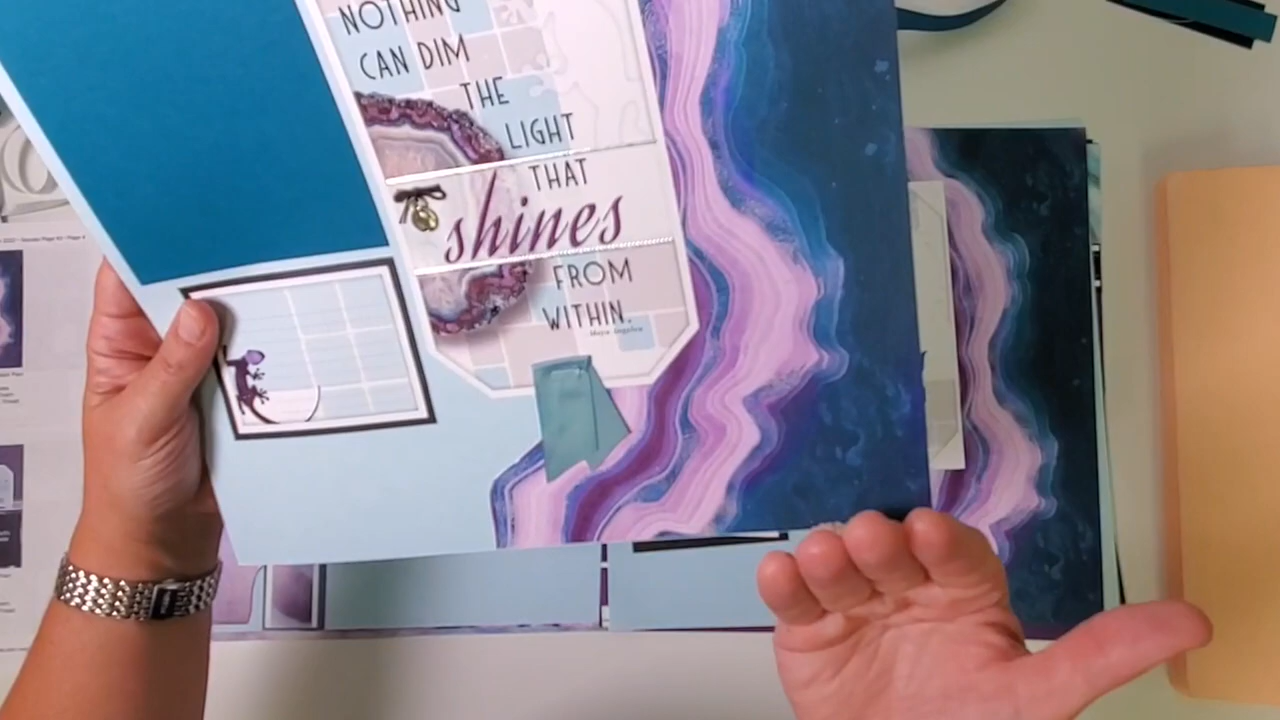 NOTHING
CAN DIM
THE
LIGHT
THAT
shines
FROM
WITHIN.